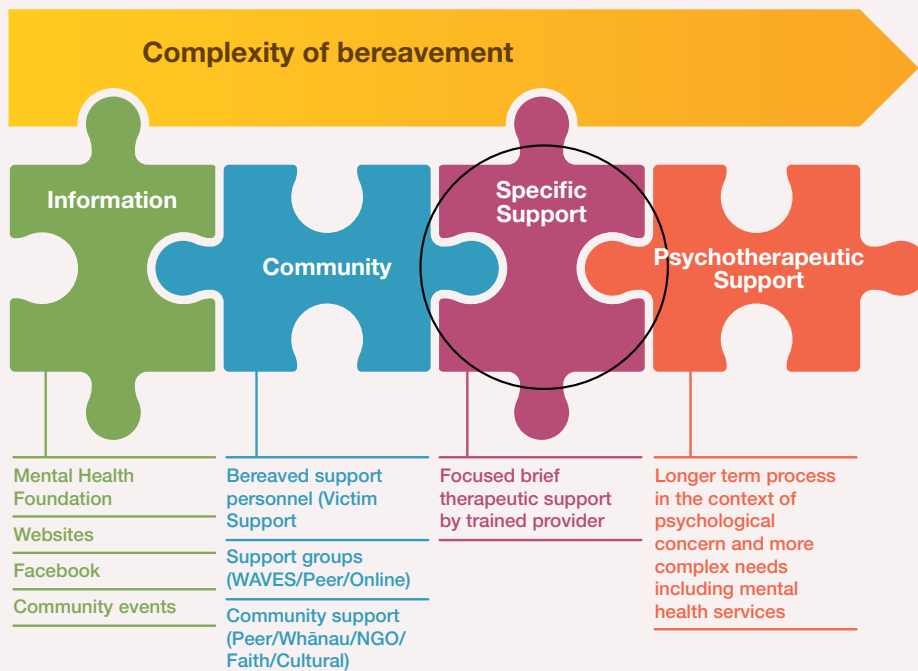 Complexity of bereavement
Information
Community
Specific
Support
Psychotherapeutic
Support
Mental Health
Foundation
Websites
Facebook
Community events
Bereaved support
personnel (Victim
Support
Support groups
(WAVES/Peer/Online)
Community support
(Peer/Whānau/NGO/
Faith/Cultural)
Focused brief
therapeutic support
by trained provider
Longer term process
in the context of
psychological
concern and more
complex needs
including mental
health services